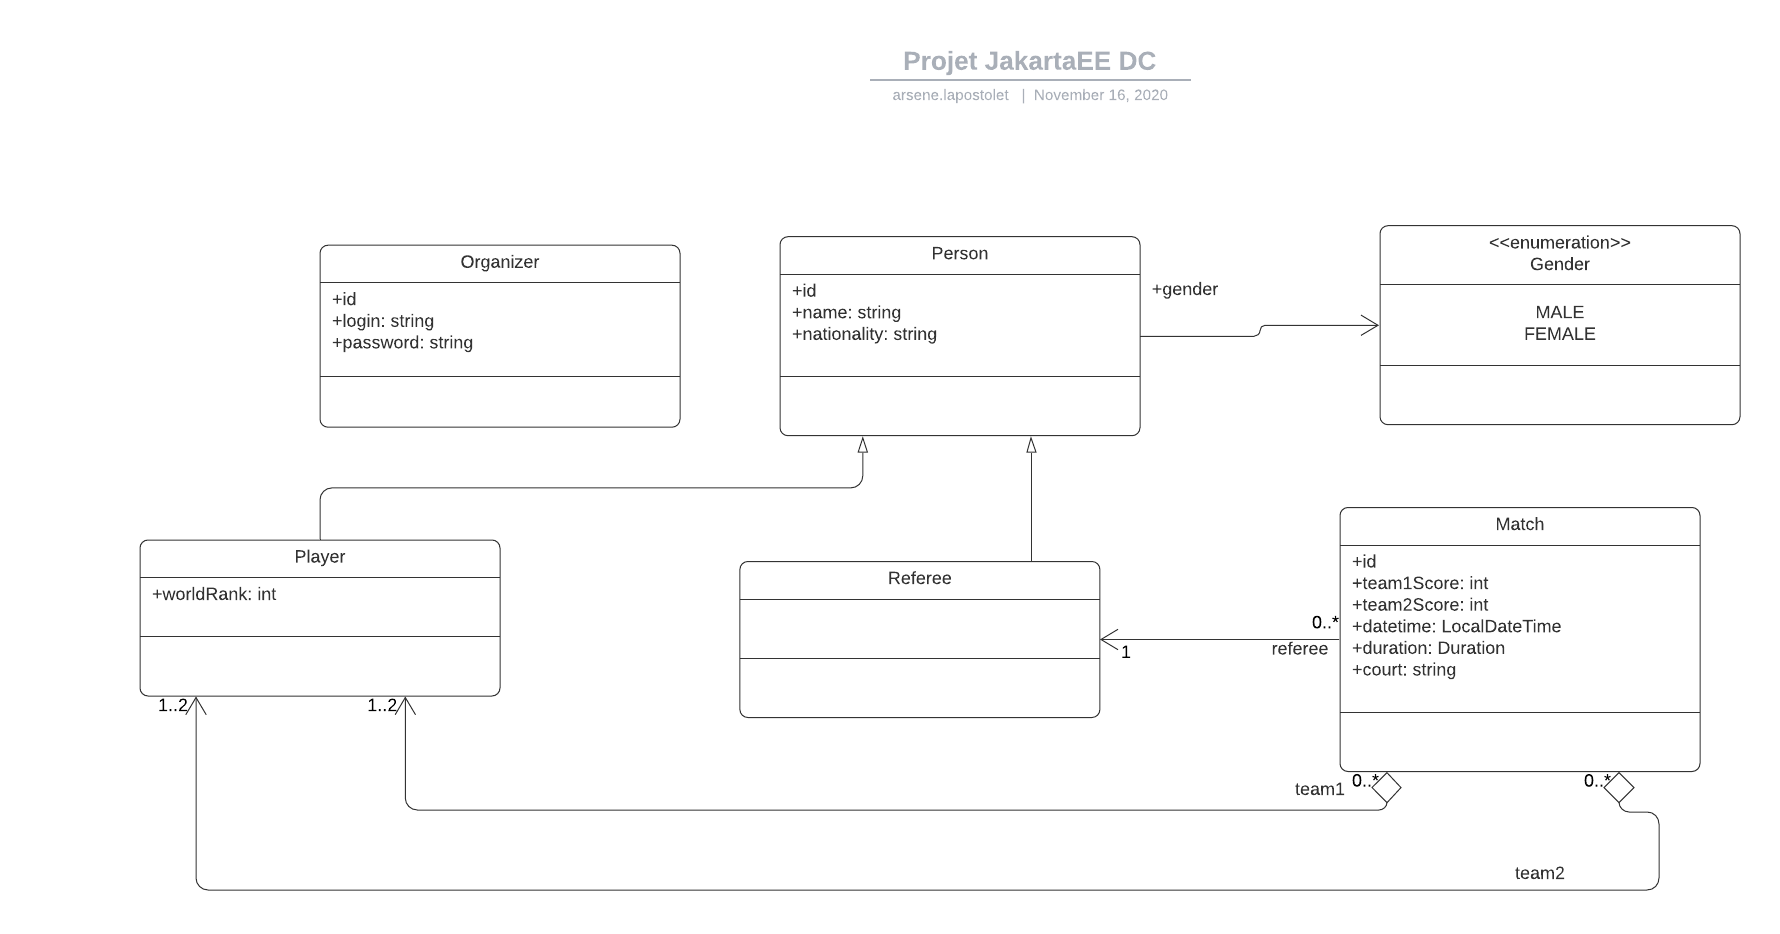 Projet JakartaEE DC
arsene.lapostolet | November 16, 2020
Organizer
+id
+login: string
+password: string
Person
+id
+name: string
+nationality: string
+gender
<<enumeration>>
Gender
MALE
FEMALE
Player
+worldRank: int
Referee
Match
+id
+team1Score: int
+team2Score: int
+datetime: LocalDateTime
+duration: Duration
+court: string
0..*
referee
1
1..2
1..2
team1
0..*
0..*
team2